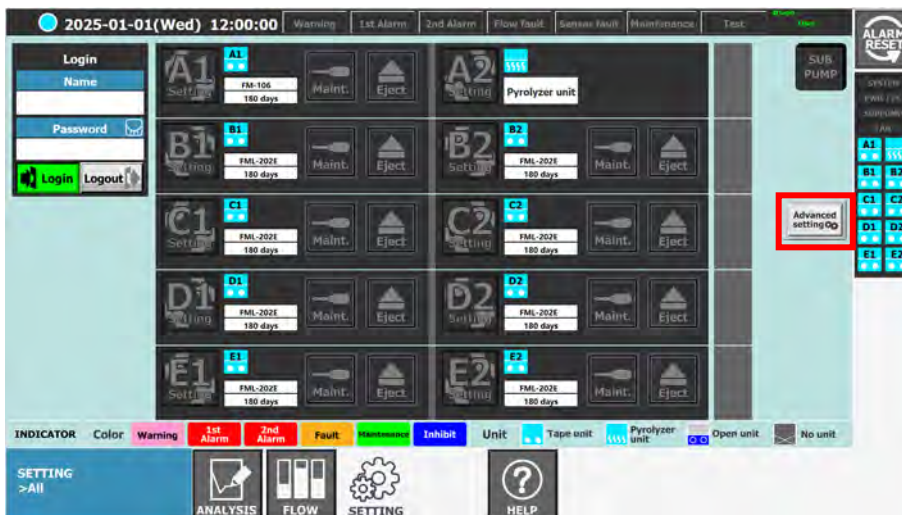 2025-01-01(Wed) 12:00:00
Warning
1st Alarm
2nd Alarm
Flow Fault
Sensor Fault
Maintenance
Test
ALARM
RESET
Login
Name
Password
Login
Logout
A1
Setting
A1
FM-106
180 days
Maint.
Eject
A2
Setting
Pyrolyzer unit
SUB
PUMP
B1
Setting
B1
FML-202E
180 days
Maint.
Eject
B2
Setting
B2
FML-202E
180 days
Maint.
Eject
C1
Setting
C1
FML-202E
180 days
Maint.
Eject
C2
Setting
C2
FML-202E
180 days
Maint.
Eject
Advanced
setting
D1
Setting
D1
FML-202E
180 days
Maint.
Eject
D2
Setting
D2
FML-202E
180 days
Maint.
Eject
E1
Setting
E1
FML-202E
180 days
Maint.
Eject
E2
Setting
E2
FML-202E
180 days
Maint.
Eject
SYSTEM
A1
B1 B2
C1 C2
D1 D2
E1 E2
INDICATOR Color Warning 1st Alarm 2nd Alarm Fault Maintenance Inhibit Unit Tape unit Pyrolyzer unit Open unit No unit
SETTING
>All
ANALYSIS
FLOW
SETTING
HELP